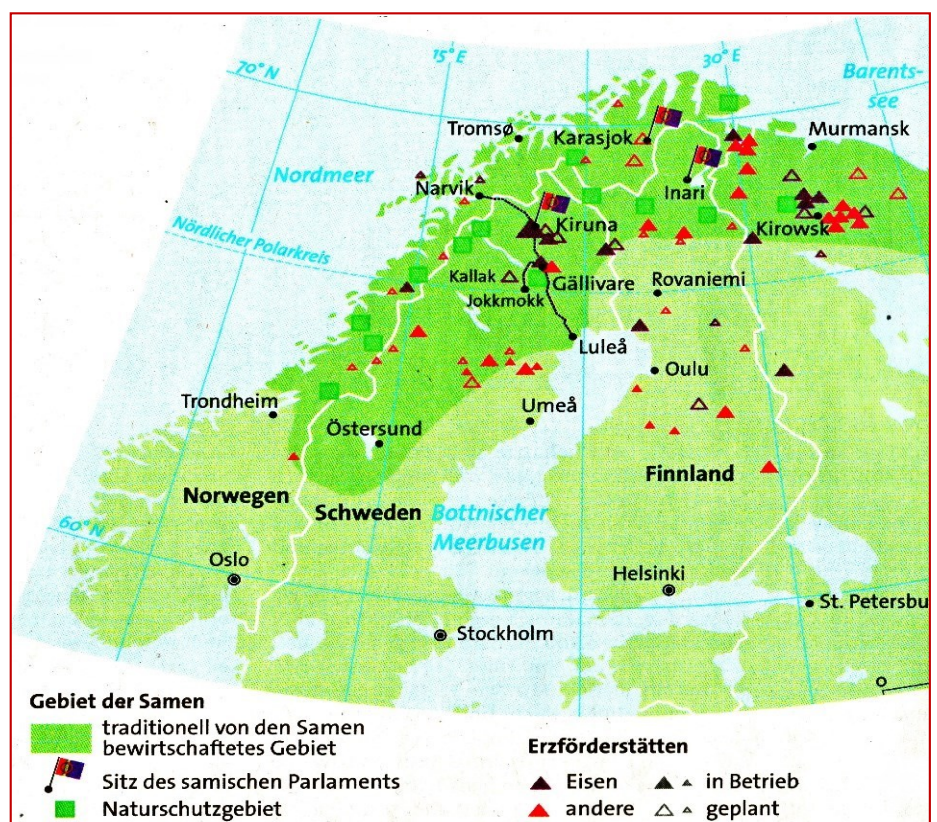 15° E
30° E
70° N
Barents-
see
Tromsø
Karasjok
Murmansk
Nordmeer
Narvik
Inari
Kiruna
Kirowsk
Nördlicher Polarkreis
Kallak
Gällivare
Rovaniemi
Jokkmokk
Luleå
Oulu
Trondheim
Umeå
Östersund
Finnland
Norwegen
Schweden
Bottnischer
Meerbusen
60° N
Oslo
Helsinki
St. Petersbu
Stockholm
Gebiet der Samen
traditionell von den Samen
bewirtschaftetes Gebiet
Sitz des samischen Parlaments
Naturschutzgebiet
Erzförderstätten
Eisen
in Betrieb
andere
geplant